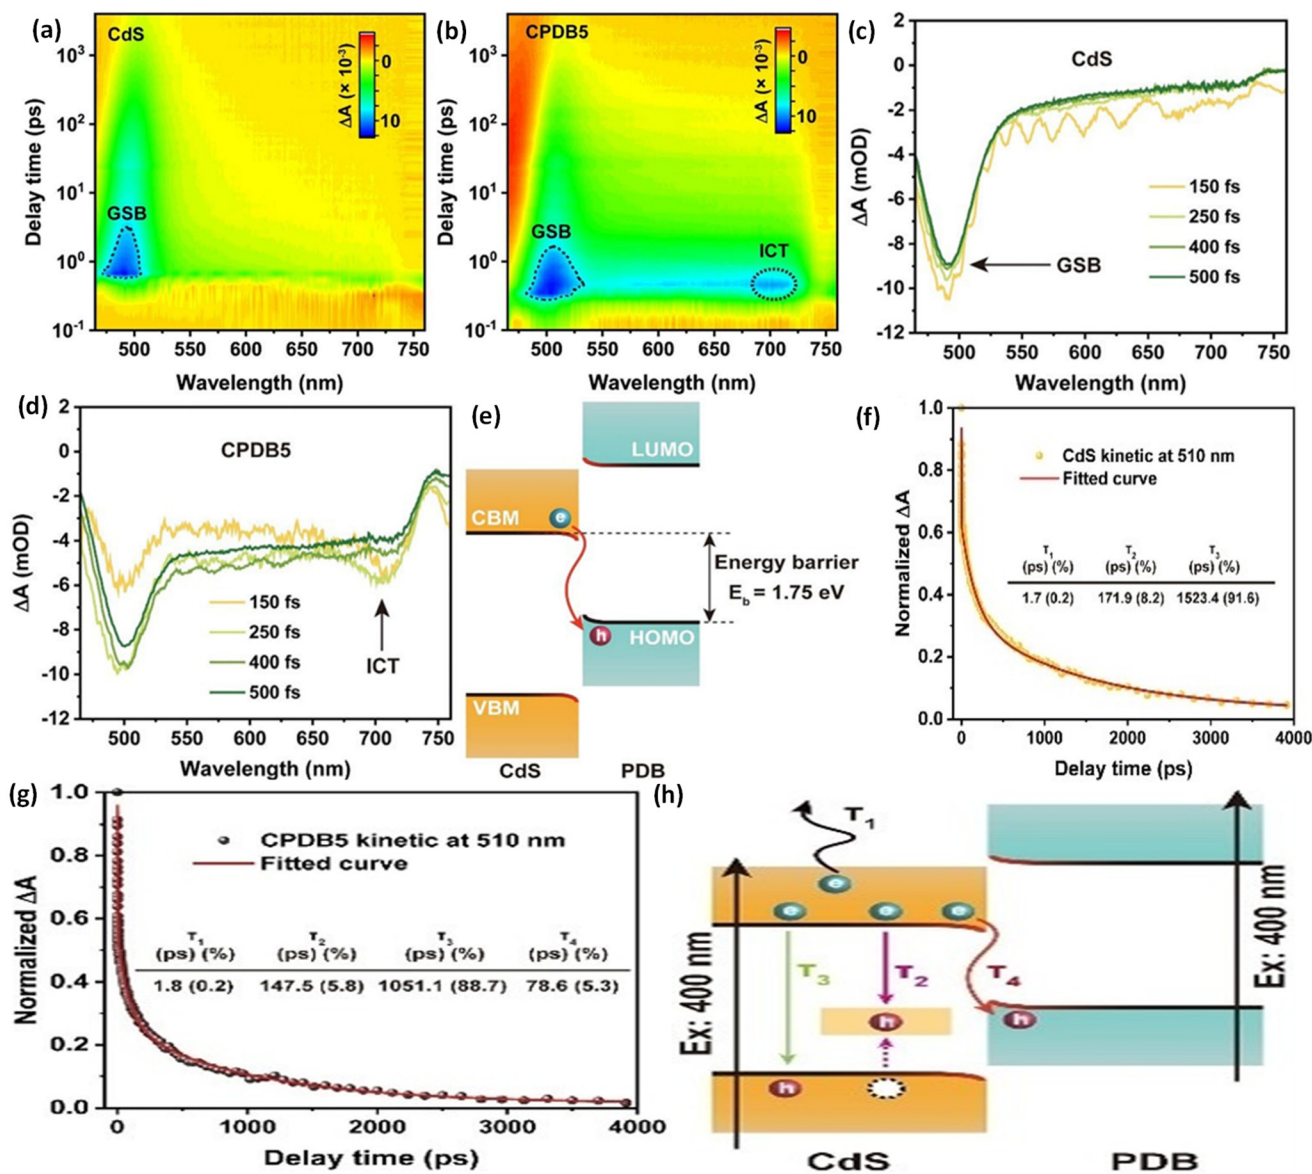 (a)
CdS
GSB
ΔA (× 10⁻³)
0
10
10³
10²
10¹
10⁰
10⁻¹
Delay time (ps)
500 550 600 650 700 750
Wavelength (nm)
(b)
CPDB5
GSB
ICT
ΔA (× 10⁻³)
0
10
10³
10²
10¹
10⁰
10⁻¹
Delay time (ps)
500 550 600 650 700 750
Wavelength (nm)
(c)
CdS
-2
0
-2
-4
-6
-8
-10
-12
ΔA (mOD)
150 fs
250 fs
400 fs
500 fs
GSB
500 550 600 650 700 750
Wavelength (nm)
(d)
CPDB5
2
0
-2
-4
-6
-8
-10
-12
ΔA (mOD)
150 fs
250 fs
400 fs
500 fs
ICT
500 550 600 650 700 750
Wavelength (nm)
(e)
LUMO
CBM
e
Energy barrier
E_b = 1.75 eV
h
HOMO
VBM
CdS PDB
(f)
1.0
0.8
0.6
0.4
0.2
0.0
Normalized ΔA
CdS kinetic at 510 nm
Fitted curve
τ₁ τ₂ τ₃
(ps) (%) (ps) (%) (ps) (%)
1.7 (0.2) 171.9 (8.2) 1523.4 (91.6)
0 1000 2000 3000 4000
Delay time (ps)
(g)
1.0
0.8
0.6
0.4
0.2
0.0
Normalized ΔA
CPDB5 kinetic at 510 nm
Fitted curve
τ₁ τ₂ τ₃ τ₄
(ps) (%) (ps) (%) (ps) (%) (ps) (%)
1.8 (0.2) 147.5 (5.8) 1051.1 (88.7) 78.6 (5.3)
0 1000 2000 3000 4000
Delay time (ps)
(h)
τ₁
e
e e e
Ex: 400 nm
τ₃ τ₂ τ₄
Ex: 400 nm
h h
h
CdS PDB